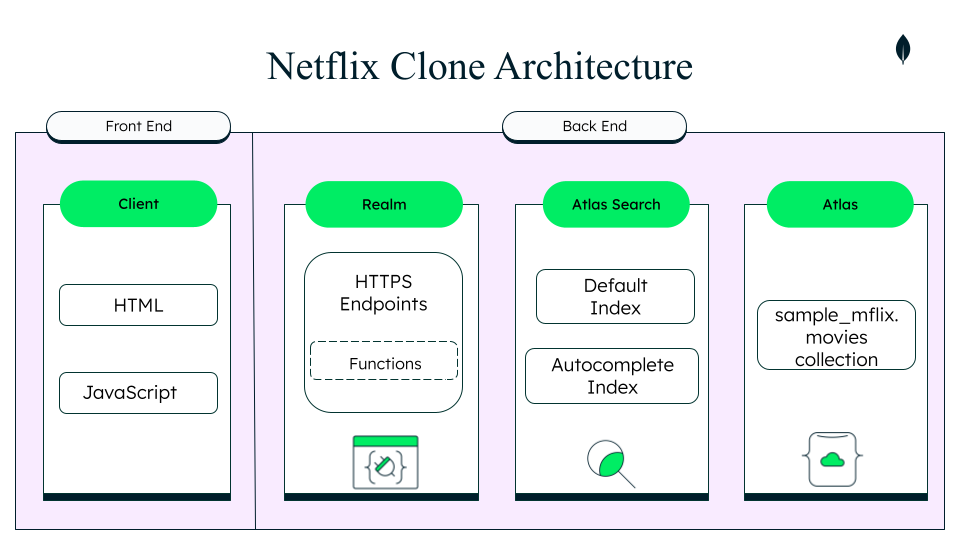 Netflix Clone Architecture
Front End
Back End
Client
HTML
JavaScript
Realm
HTTPS
Endpoints
Functions
Atlas Search
Default
Index
Autocomplete
Index
Atlas
sample_mflix.
movies
collection